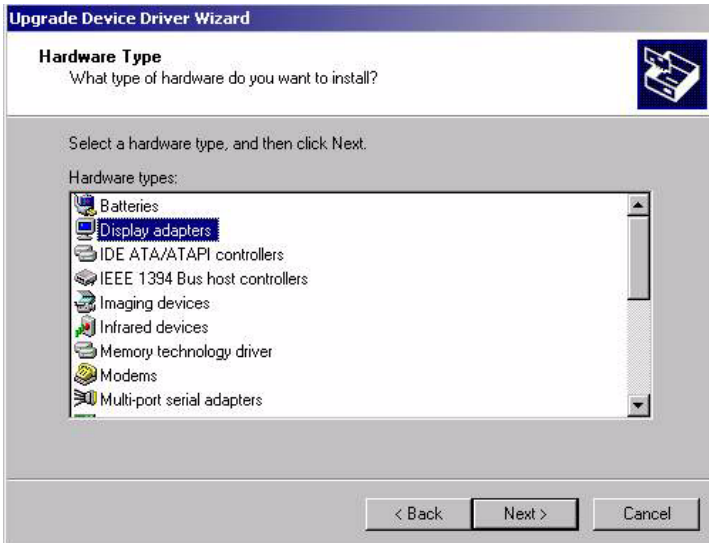 Upgrade Device Driver Wizard
Hardware Type
What type of hardware do you want to install?
Select a hardware type, and then click Next.
Hardware types:
Batteries
Display adapters
IDE ATA/ATAPI controllers
IEEE 1394 Bus host controllers
Imaging devices
Infrared devices
Memory technology driver
Modems
Multi-port serial adapters
< Back Next > Cancel